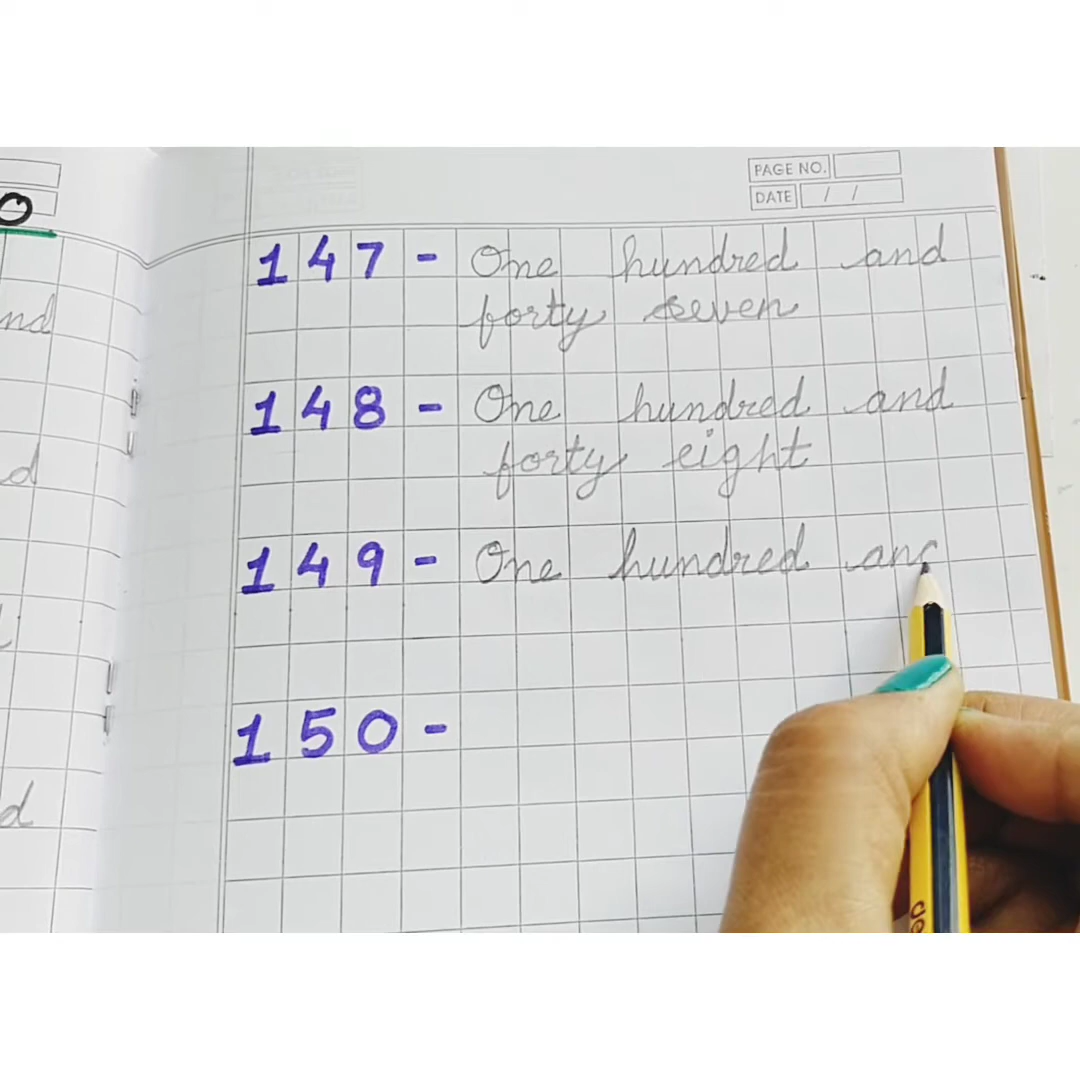 PAGE NO.
DATE / /
147 - One hundred and
forty seven
148 - One hundred and
forty eight
149 - One hundred an
150 -
nd
d
d